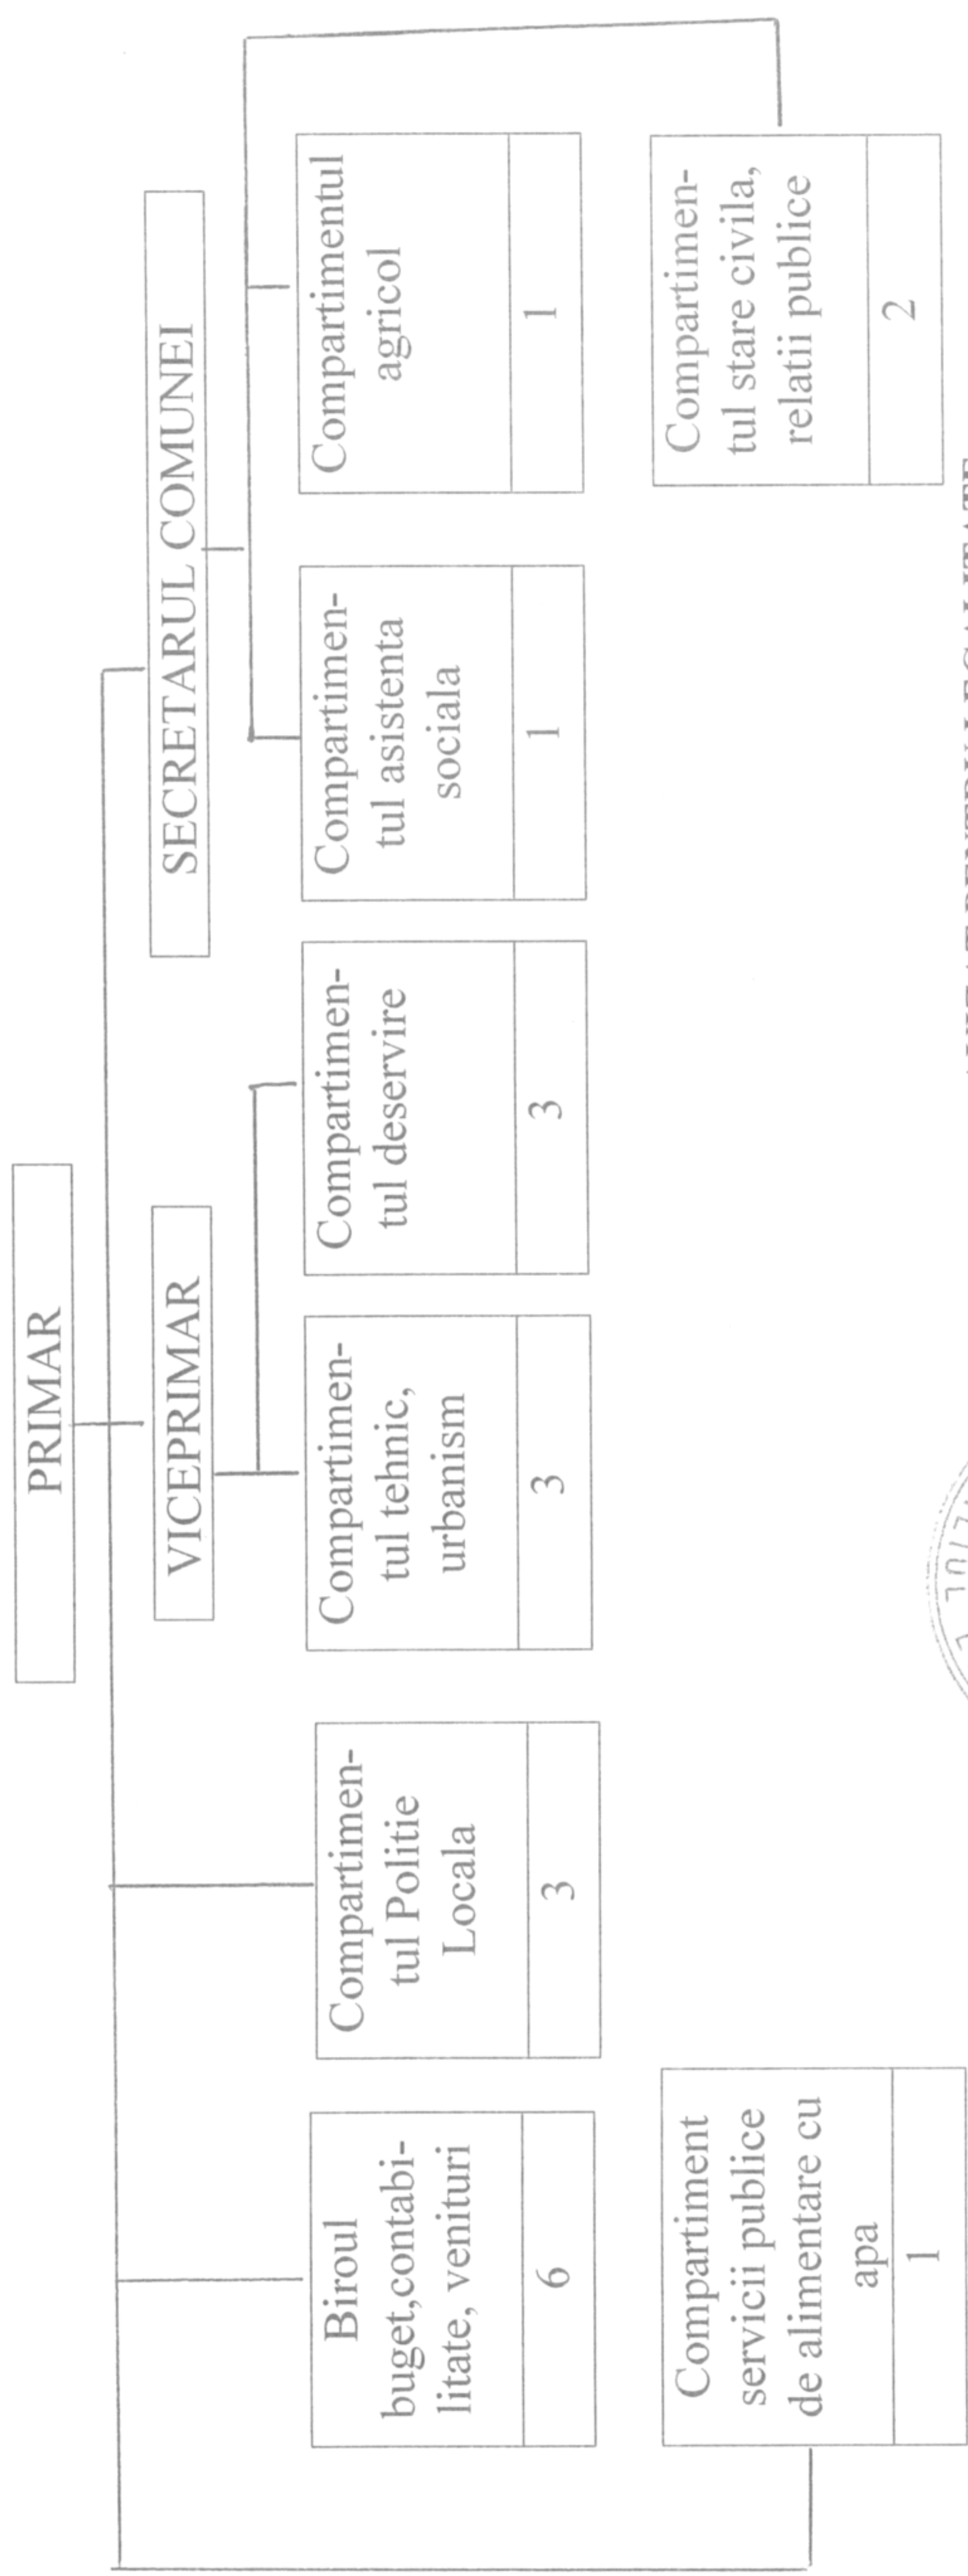 PRIMAR
VICEPRIMAR
SECRETARUL COMUNEI
Biroul
buget,contabi-
litate, venituri
6
Compartimen-
tul Politie
Locala
3
Compartimen-
tul tehnic,
urbanism
3
Compartimen-
tul deservire
3
Compartimen-
tul asistenta
sociala
1
Compartimentul
agricol
1
Compartiment
servicii publice
de alimentare cu
apa
1
Compartimen-
tul stare civila,
relatii publice
2
PENTRU LEGALITATE